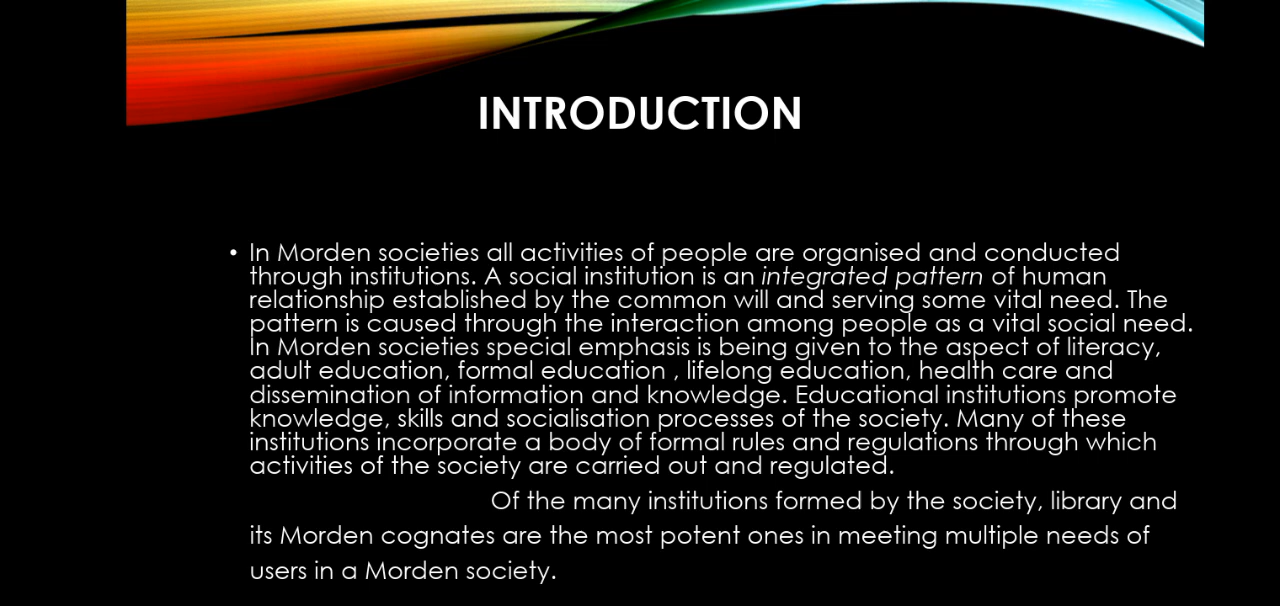 INTRODUCTION
• In Morden societies all activities of people are organised and conducted
through institutions. A social institution is an integrated pattern of human
relationship established by the common will and serving some vital need. The
pattern is caused through the interaction among people as a vital social need.
In Morden societies special emphasis is being given to the aspect of literacy,
adult education, formal education , lifelong education, health care and
dissemination of information and knowledge. Educational institutions promote
knowledge, skills and socialisation processes of the society. Many of these
institutions incorporate a body of formal rules and regulations through which
activities of the society are carried out and regulated.
Of the many institutions formed by the society, library and
its Morden cognates are the most potent ones in meeting multiple needs of
users in a Morden society.